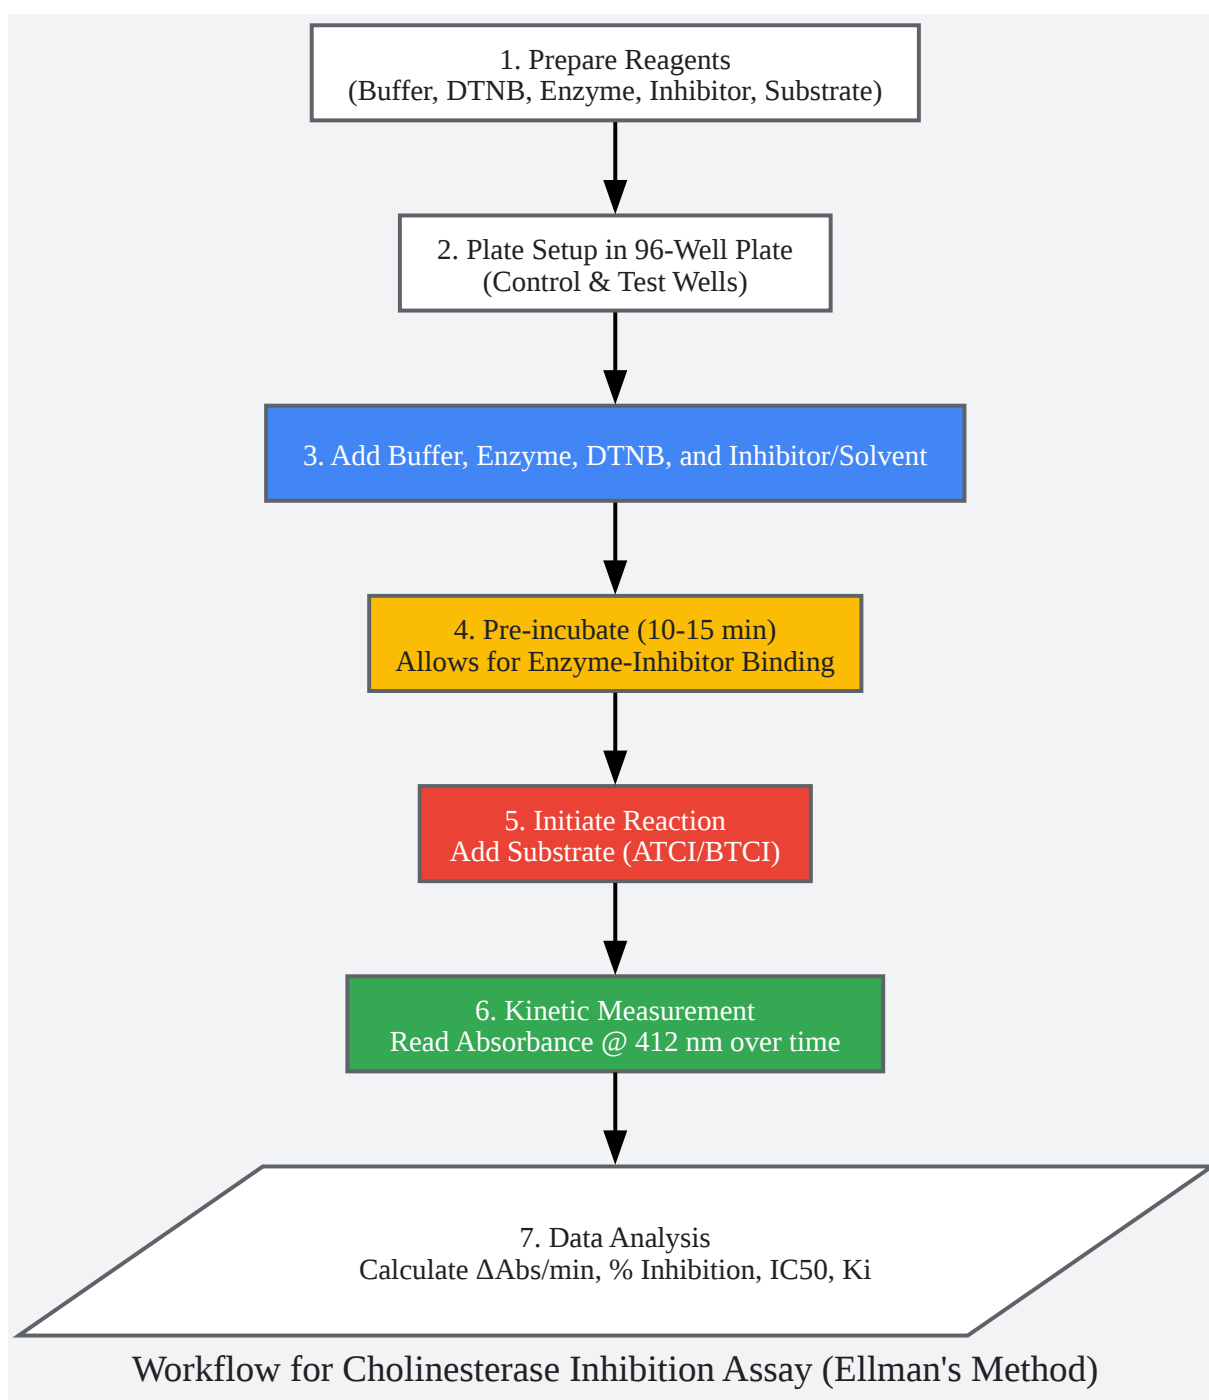 1. Prepare Reagents
(Buffer, DTNB, Enzyme, Inhibitor, Substrate)
2. Plate Setup in 96-Well Plate
(Control & Test Wells)
3. Add Buffer, Enzyme, DTNB, and Inhibitor/Solvent
4. Pre-incubate (10-15 min)
Allows for Enzyme-Inhibitor Binding
5. Initiate Reaction
Add Substrate (ATCI/BTCI)
6. Kinetic Measurement
Read Absorbance @ 412 nm over time
7. Data Analysis
Calculate ΔAbs/min, % Inhibition, IC50, Ki
Workflow for Cholinesterase Inhibition Assay (Ellman's Method)